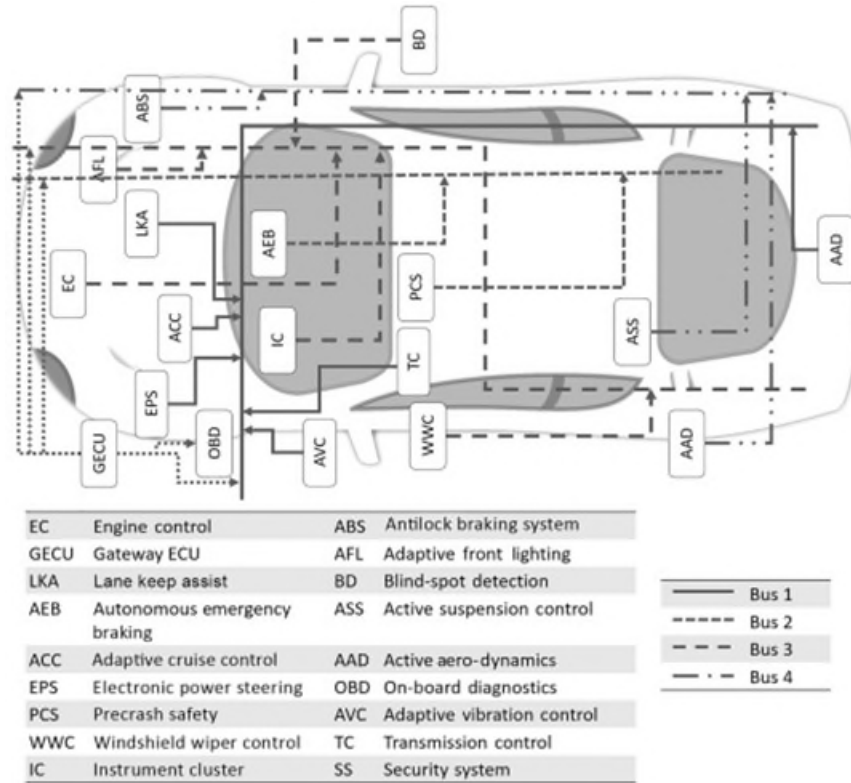 BD
ABS
AFL
LKA
AEB
EC
PCS
AAD
ACC
IC
ASS
TC
EPS
OBD
GECU
AVC
WWC
AAD
EC Engine control ABS Antilock braking system
GECU Gateway ECU AFL Adaptive front lighting
LKA Lane keep assist BD Blind-spot detection
AEB Autonomous emergency ASS Active suspension control
braking
ACC Adaptive cruise control AAD Active aero-dynamics
EPS Electronic power steering OBD On-board diagnostics
PCS Precrash safety AVC Adaptive vibration control
WWC Windshield wiper control TC Transmission control
IC Instrument cluster SS Security system
Bus 1
Bus 2
Bus 3
Bus 4